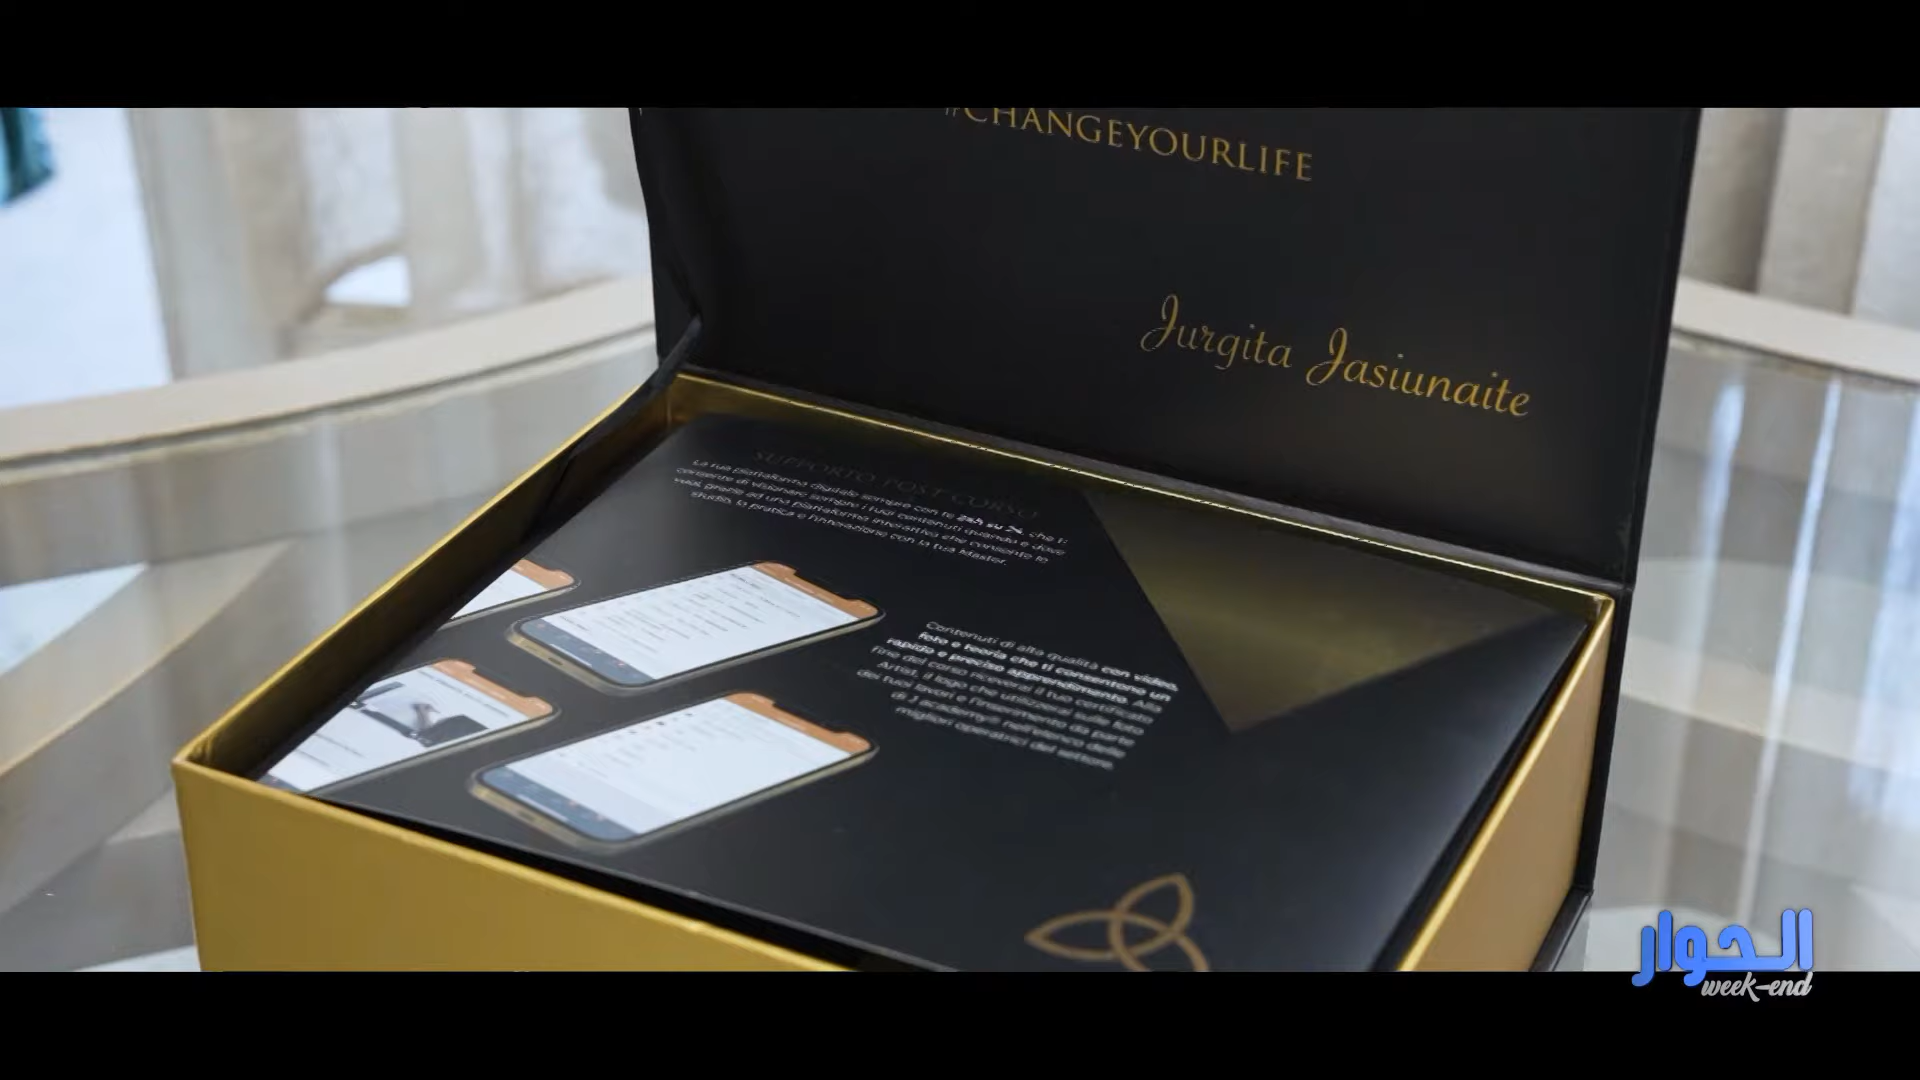 #CHANGEYOURLIFE
Jurgita Jasiunaite
SUPPORTO POST CURSO
La tua piattaforma digitale sempre con te 24h su 24, che ti
consente di visionare sempre i tuoi contenuti quando e dove
vuoi, grazie ad una piattaforma interattiva che consente lo
studio, la pratica e l'interazione con la tua Master.
Contenuti di alta qualità con video,
foto e teoria che ti consentono un
rapido e preciso apprendimento. Alla
fine del corso riceverai il tuo certificato
Artist, il logo che utilizzerai sulle foto
dei tuoi lavori e l'inserimento da parte
di J academy® nell'elenco delle
migliori operatrici del settore.
الحوار
week-end